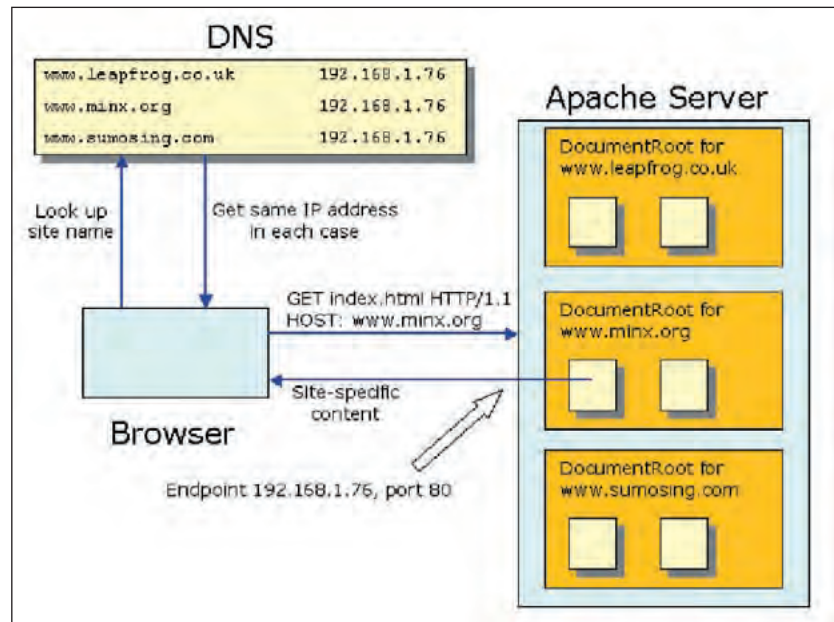 DNS
www.leapfrog.co.uk 192.168.1.76
www.minx.org 192.168.1.76
www.sumosing.com 192.168.1.76
Look up
site name
Get same IP address
in each case
GET index.html HTTP/1.1
HOST: www.minx.org
Site-specific
content
Browser
Endpoint 192.168.1.76, port 80
Apache Server
DocumentRoot for
www.leapfrog.co.uk
DocumentRoot for
www.minx.org
DocumentRoot for
www.sumosing.com